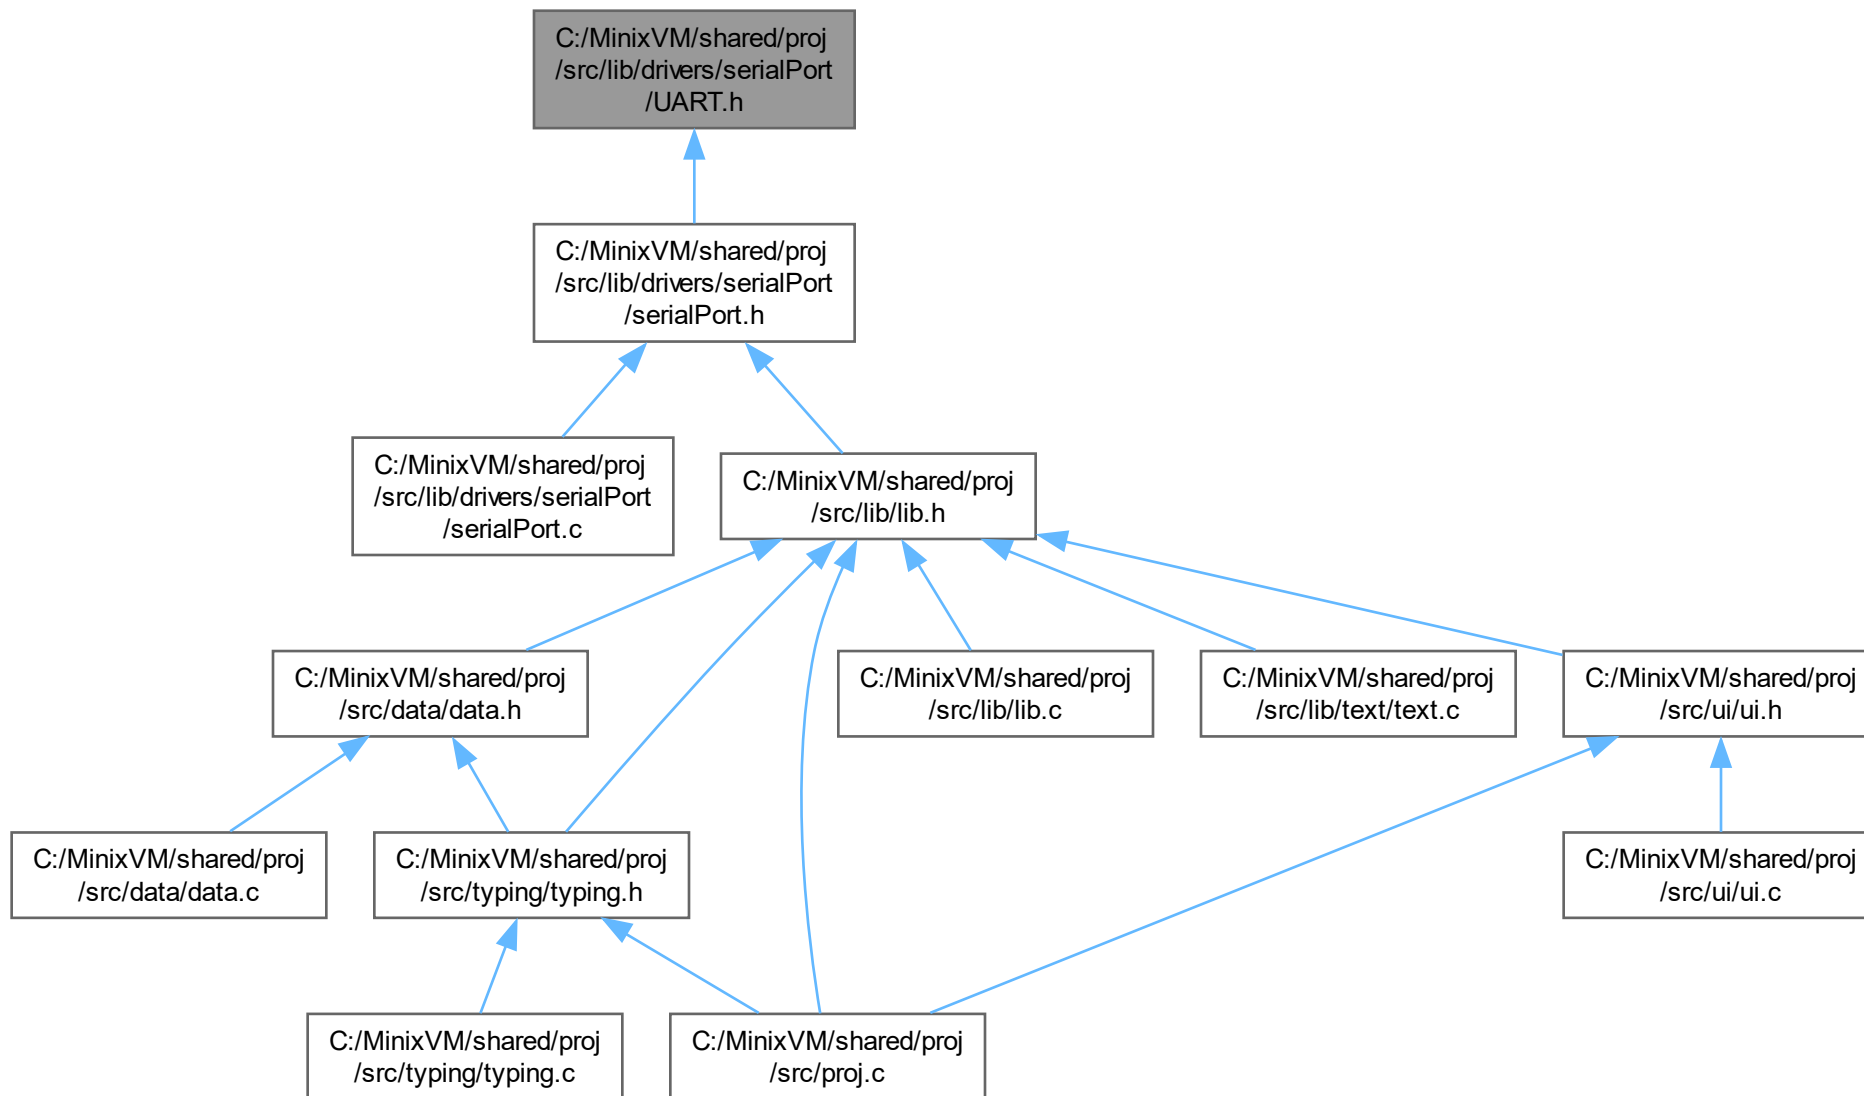 C:/MinixVM/shared/proj
/src/lib/drivers/serialPort
/UART.h
C:/MinixVM/shared/proj
/src/lib/drivers/serialPort
/serialPort.h
C:/MinixVM/shared/proj
/src/lib/drivers/serialPort
/serialPort.c
C:/MinixVM/shared/proj
/src/lib/lib.h
C:/MinixVM/shared/proj
/src/data/data.h
C:/MinixVM/shared/proj
/src/lib/lib.c
C:/MinixVM/shared/proj
/src/lib/text/text.c
C:/MinixVM/shared/proj
/src/ui/ui.h
C:/MinixVM/shared/proj
/src/data/data.c
C:/MinixVM/shared/proj
/src/typing/typing.h
C:/MinixVM/shared/proj
/src/ui/ui.c
C:/MinixVM/shared/proj
/src/typing/typing.c
C:/MinixVM/shared/proj
/src/proj.c